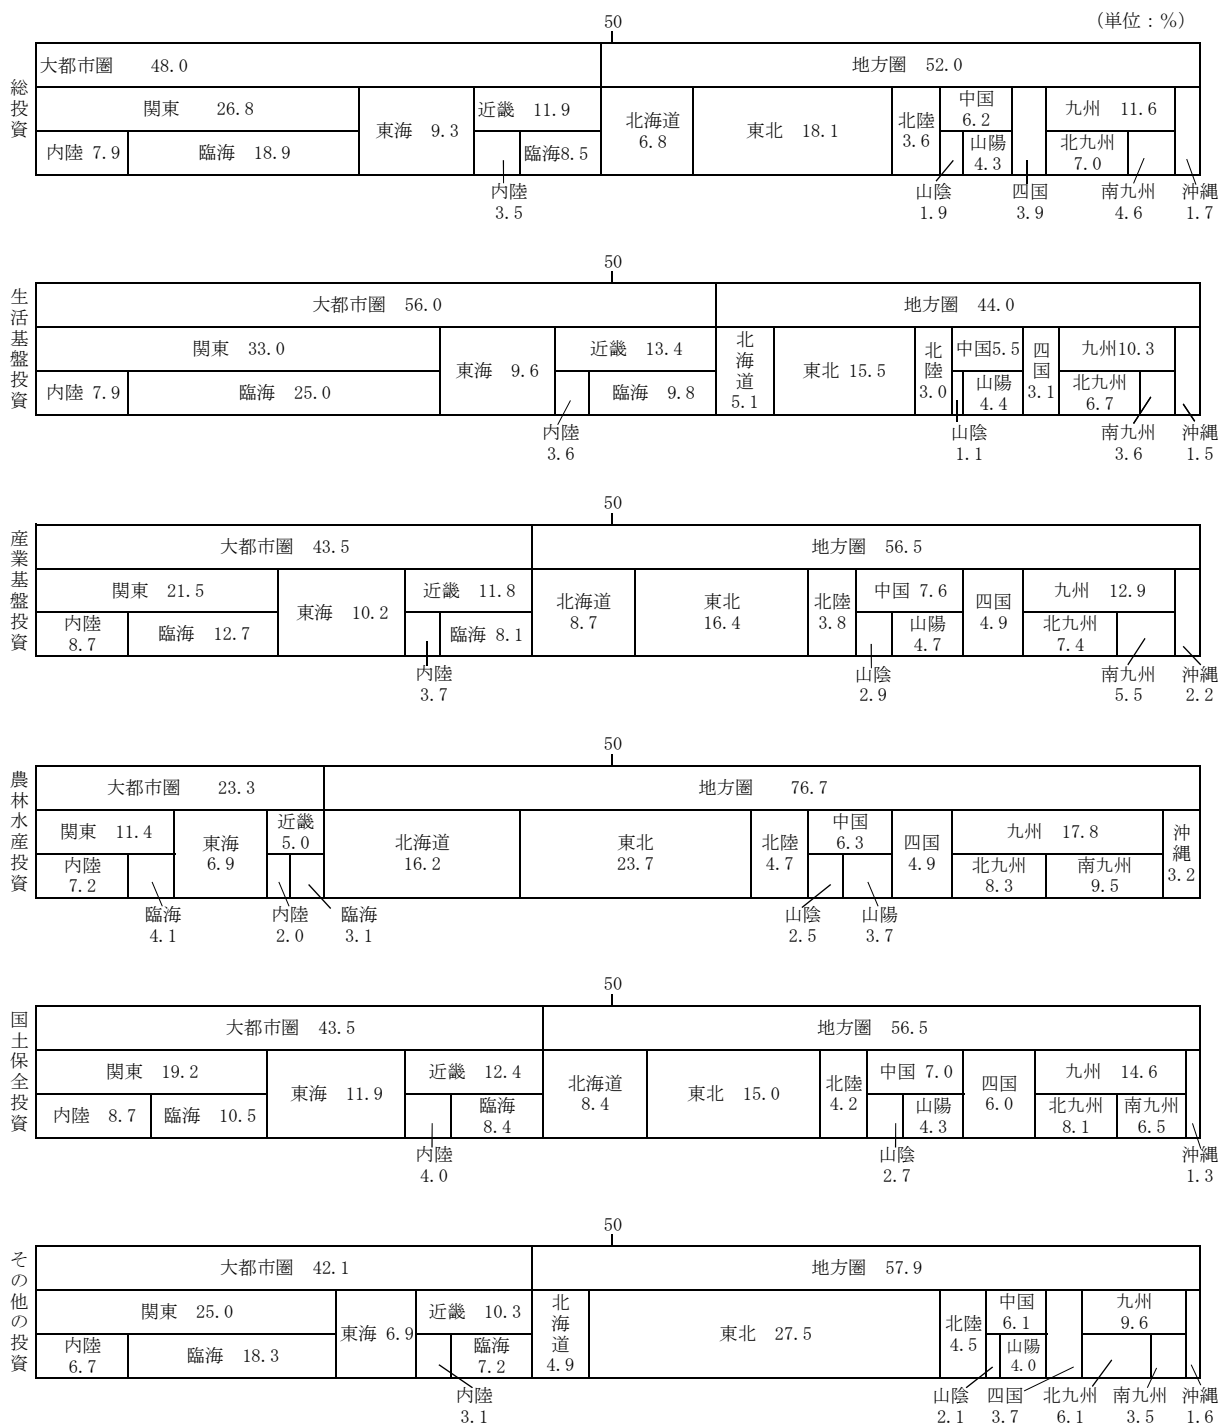 50
(単位：%)
総投資
大都市圏 48.0
地方圏 52.0
関東 26.8
内陸 7.9
臨海 18.9
東海 9.3
近畿 11.9
臨海8.5
内陸
3.5
北海道
6.8
東北 18.1
北陸
3.6
中国
6.2
山陽
4.3
山陰
1.9
四国
3.9
九州 11.6
北九州
7.0
南九州
4.6
沖縄
1.7
50
生活基盤投資
大都市圏 56.0
地方圏 44.0
関東 33.0
内陸 7.9
臨海 25.0
東海 9.6
近畿 13.4
臨海 9.8
内陸
3.6
北海道
5.1
東北 15.5
北陸
3.0
中国5.5
山陽
4.4
山陰
1.1
四国
3.1
九州10.3
北九州
6.7
南九州
3.6
沖縄
1.5
50
産業基盤投資
大都市圏 43.5
地方圏 56.5
関東 21.5
内陸
8.7
臨海 12.7
東海 10.2
近畿 11.8
臨海 8.1
内陸
3.7
北海道
8.7
東北
16.4
北陸
3.8
中国 7.6
山陽
4.7
山陰
2.9
四国
4.9
九州 12.9
北九州
7.4
南九州
5.5
沖縄
2.2
50
農林水産投資
大都市圏 23.3
地方圏 76.7
関東 11.4
内陸
7.2
臨海
4.1
東海
6.9
近畿
5.0
内陸
2.0
臨海
3.1
北海道
16.2
東北
23.7
北陸
4.7
中国
6.3
山陰
2.5
山陽
3.7
四国
4.9
九州 17.8
北九州
8.3
南九州
9.5
沖縄
3.2
50
国土保全投資
大都市圏 43.5
地方圏 56.5
関東 19.2
内陸 8.7
臨海 10.5
東海 11.9
近畿 12.4
臨海
8.4
内陸
4.0
北海道
8.4
東北 15.0
北陸
4.2
中国 7.0
山陽
4.3
山陰
2.7
四国
6.0
九州 14.6
北九州
8.1
南九州
6.5
沖縄
1.3
50
その他の投資
大都市圏 42.1
地方圏 57.9
関東 25.0
内陸
6.7
臨海 18.3
東海 6.9
近畿 10.3
臨海
7.2
内陸
3.1
北海道
4.9
東北 27.5
北陸
4.5
中国
6.1
山陽
4.0
山陰
2.1
四国
3.7
九州
9.6
北九州
6.1
南九州
3.5
沖縄
1.6